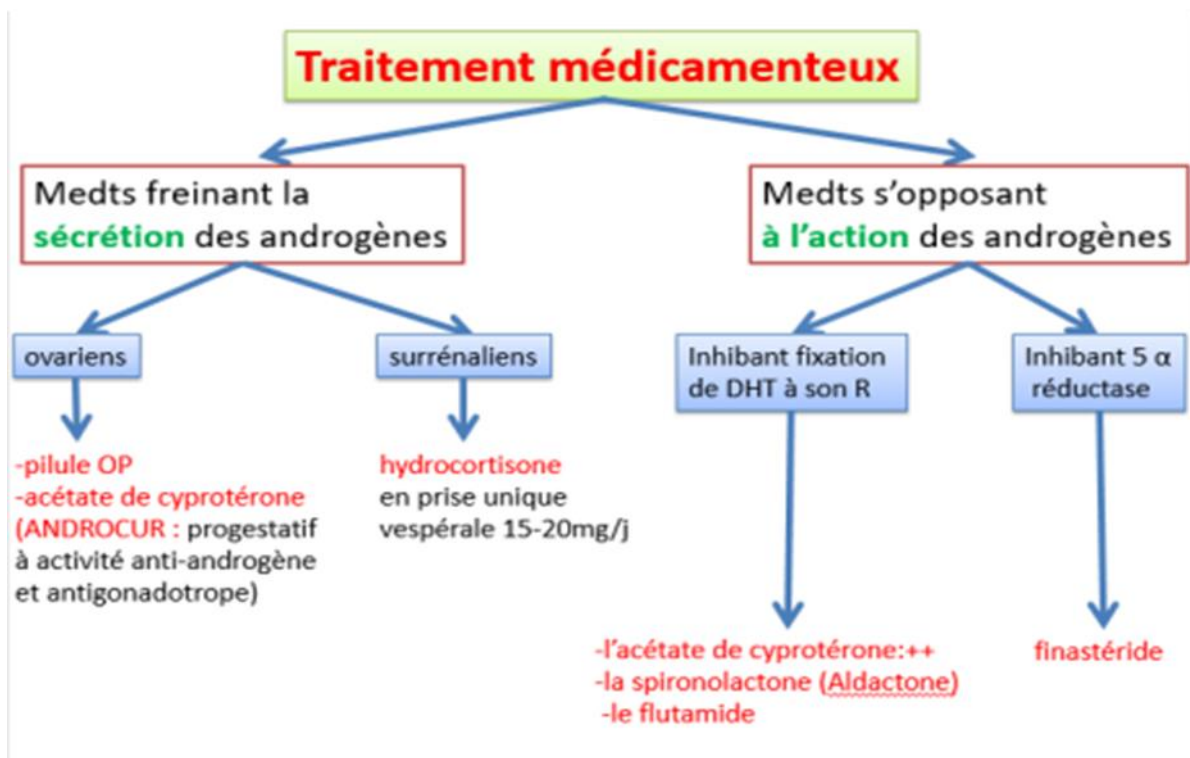 Traitement médicamenteux
Medts freinant la
sécrétion des androgènes
Medts s'opposant
à l'action des androgènes
ovariens
surrénaliens
Inhibant fixation
de DHT à son R
Inhibant 5 α
réductase
-pilule OP
-acétate de cyprotérone
(ANDROCUR : progestatif
à activité anti-androgène
et antigonadotrope)
hydrocortisone
en prise unique
vespérale 15-20mg/j
-l'acétate de cyprotérone:++
-la spironolactone (Aldactone)
-le flutamide
finastéride